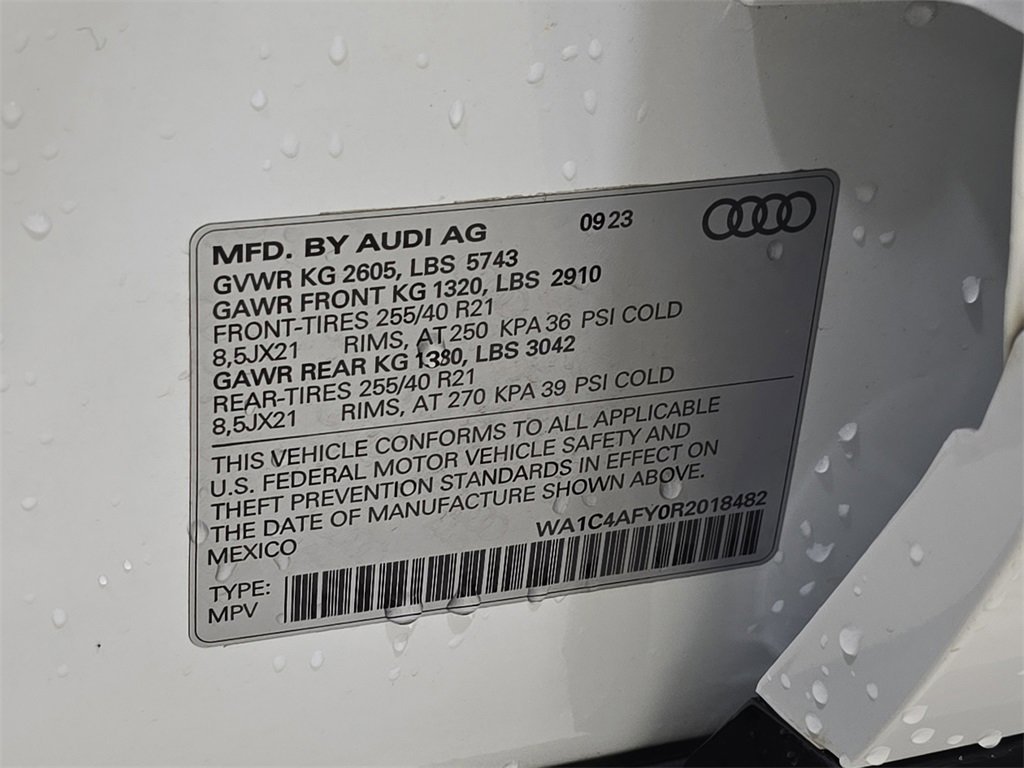 MFD. BY AUDI AG 0923
GVWR KG 2605, LBS 5743
GAWR FRONT KG 1320, LBS 2910
FRONT-TIRES 255/40 R21
8,5JX21 RIMS, AT 250 KPA 36 PSI COLD
GAWR REAR KG 1380, LBS 3042
REAR-TIRES 255/40 R21
8,5JX21 RIMS, AT 270 KPA 39 PSI COLD
THIS VEHICLE CONFORMS TO ALL APPLICABLE
U.S. FEDERAL MOTOR VEHICLE SAFETY AND
THEFT PREVENTION STANDARDS IN EFFECT ON
THE DATE OF MANUFACTURE SHOWN ABOVE.
MEXICO WA1C4AFY0R2018482
TYPE:
MPV